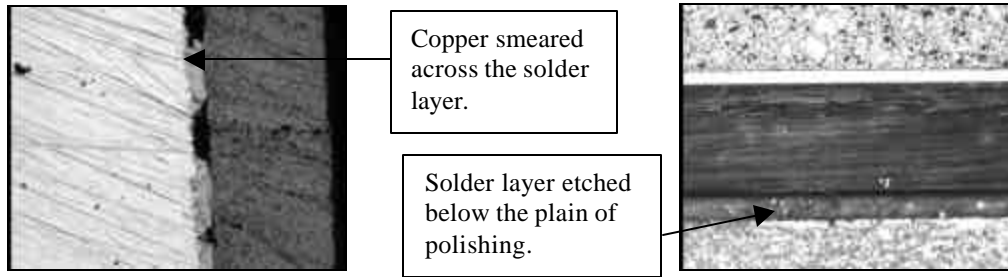 Copper smeared
across the solder
layer.
Solder layer etched
below the plain of
polishing.